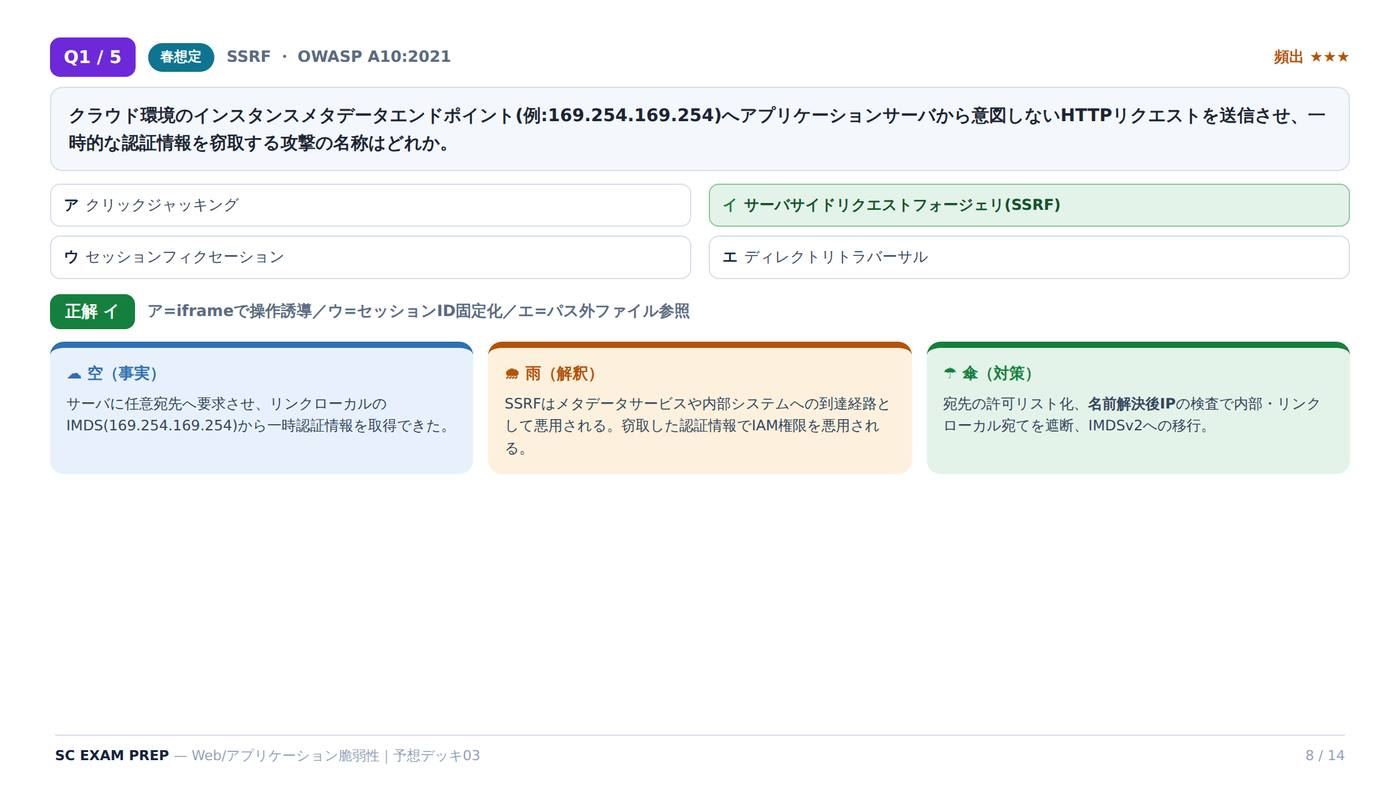 Q1 / 5 春想定 SSRF ・ OWASP A10:2021 頻出 ★★★
クラウド環境のインスタンスメタデータエンドポイント(例:169.254.169.254)へアプリケーションサーバから意図しないHTTPリクエストを送信させ、一
時的な認証情報を窃取する攻撃の名称はどれか。
ア クリックジャッキング
イ サーバサイドリクエストフォージェリ(SSRF)
ウ セッションフィクセーション
エ ディレクトリトラバーサル
正解 イ ア=iframeで操作誘導／ウ=セッションID固定化／エ=パス外ファイル参照
☁ 空（事実）
サーバに任意宛先へ要求させ、リンクローカルの
IMDS(169.254.169.254)から一時認証情報を取得できた。
🌧 雨（解釈）
SSRFはメタデータサービスや内部システムへの到達経路と
して悪用される。窃取した認証情報でIAM権限を悪用され
る。
☂ 傘（対策）
宛先の許可リスト化、名前解決後IPの検査で内部・リンク
ローカル宛てを遮断、IMDSv2への移行。
SC EXAM PREP — Web/アプリケーション脆弱性｜予想デッキ03
8 / 14